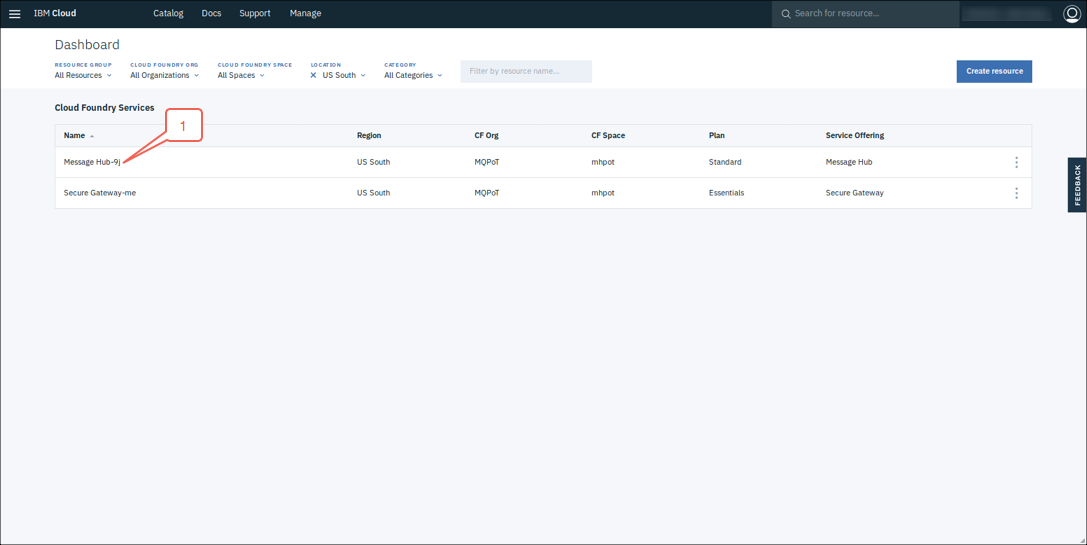 IBM Cloud Catalog Docs Support Manage Search for resource...
Dashboard
RESOURCE GROUP CLOUD FOUNDRY ORG CLOUD FOUNDRY SPACE LOCATION CATEGORY
All Resources All Organizations All Spaces × US South All Categories Filter by resource name... Create resource
Cloud Foundry Services
1
Name Region CF Org CF Space Plan Service Offering
Message Hub-9j US South MQPoT mhpot Standard Message Hub
Secure Gateway-me US South MQPoT mhpot Essentials Secure Gateway
FEEDBACK